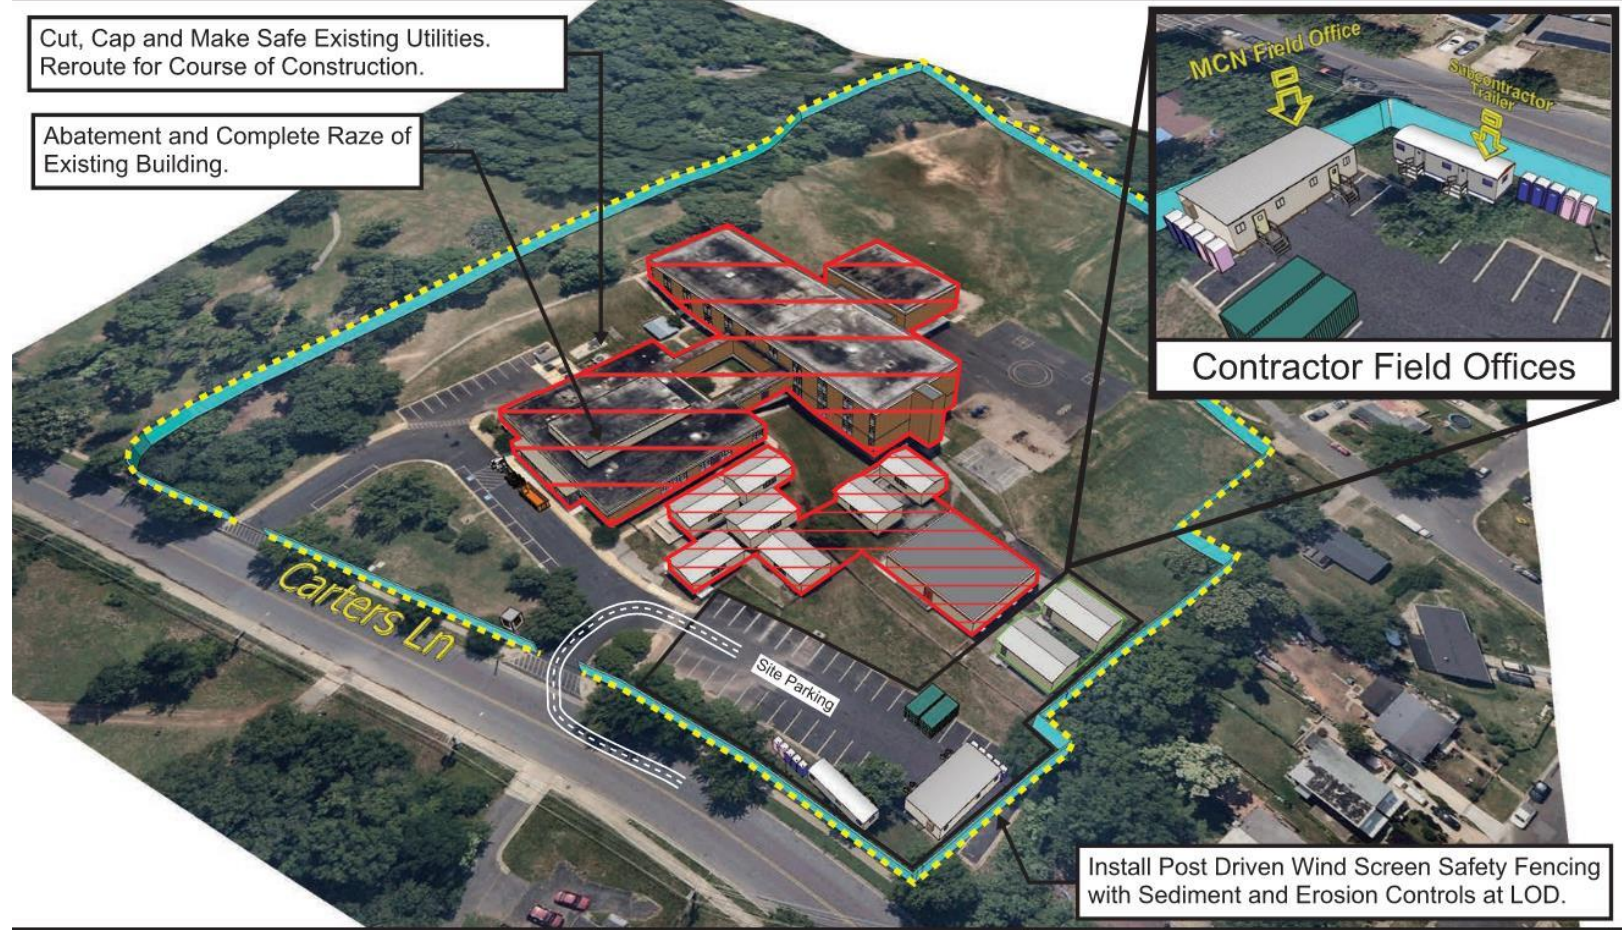 Cut, Cap and Make Safe Existing Utilities.
Reroute for Course of Construction.
Abatement and Complete Raze of
Existing Building.
MCN Field Office
Subcontractor
Trailer
Contractor Field Offices
Carters Ln
Site Parking
Install Post Driven Wind Screen Safety Fencing
with Sediment and Erosion Controls at LOD.